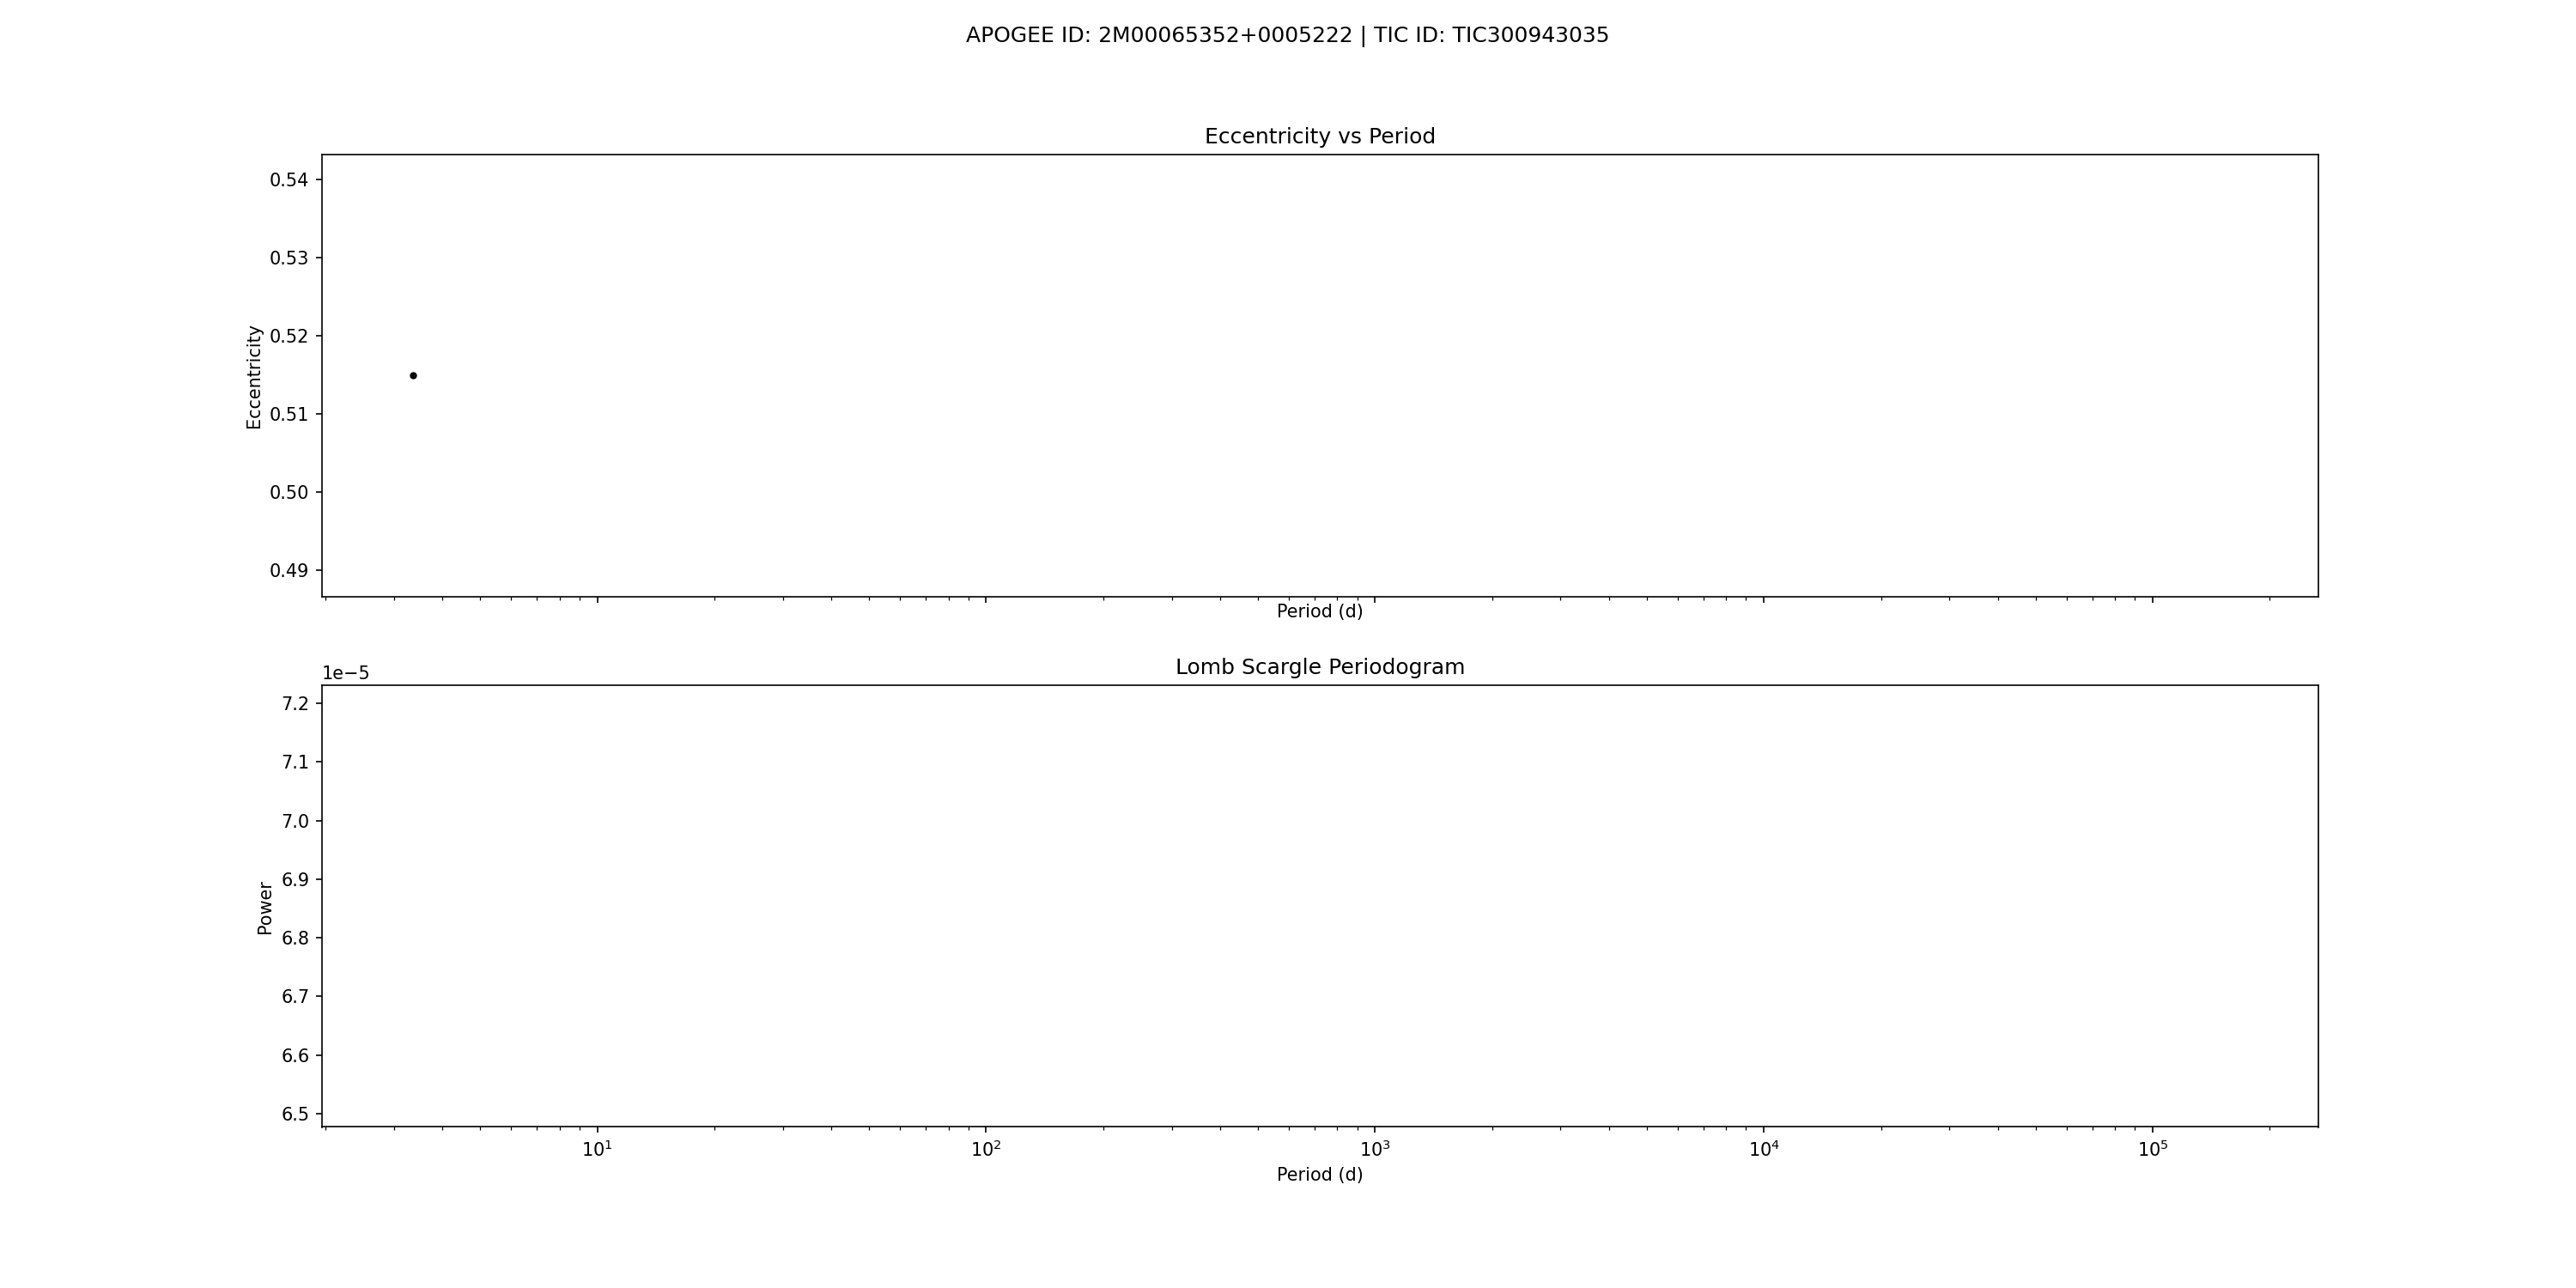 APOGEE ID: 2M00065352+0005222 | TIC ID: TIC300943035
Eccentricity vs Period
0.54
0.53
0.52
0.51
0.50
0.49
Eccentricity
Period (d)
Lomb Scargle Periodogram
1e−5
7.2
7.1
7.0
6.9
6.8
6.7
6.6
6.5
Power
10¹ 10² 10³ 10⁴ 10⁵
Period (d)